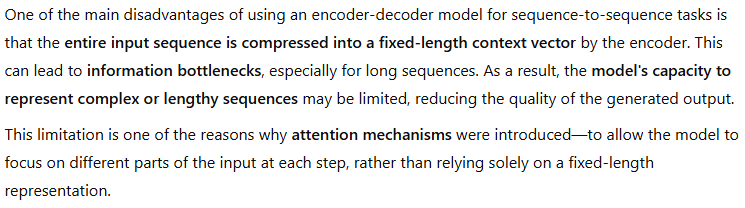 One of the main disadvantages of using an encoder-decoder model for sequence-to-sequence tasks is
that the entire input sequence is compressed into a fixed-length context vector by the encoder. This
can lead to information bottlenecks, especially for long sequences. As a result, the model's capacity to
represent complex or lengthy sequences may be limited, reducing the quality of the generated output.
This limitation is one of the reasons why attention mechanisms were introduced—to allow the model to
focus on different parts of the input at each step, rather than relying solely on a fixed-length
representation.